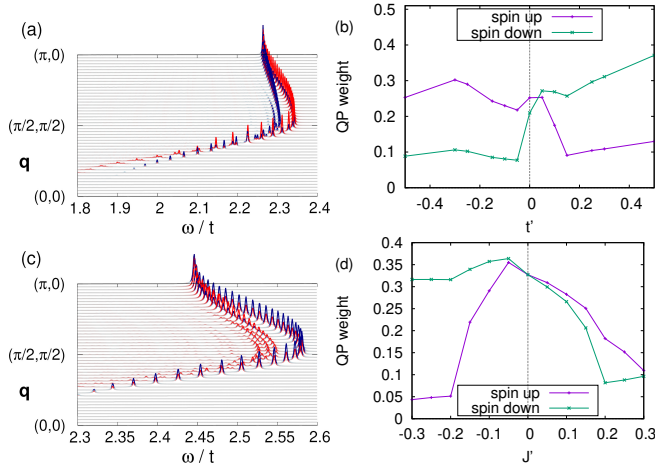 (a)
(π,0)
(π/2,π/2)
q
(0,0)
1.8 1.9 2 2.1 2.2 2.3 2.4
ω / t
(b)
QP weight
0.5
0.4
0.3
0.2
0.1
0
spin up
spin down
-0.4 -0.2 0 0.2 0.4
t'
(c)
(π,0)
(π/2,π/2)
q
(0,0)
2.3 2.35 2.4 2.45 2.5 2.55 2.6
ω / t
(d)
QP weight
0.35
0.3
0.25
0.2
0.15
0.1
0.05
0
spin up
spin down
-0.3 -0.2 -0.1 0 0.1 0.2 0.3
J'